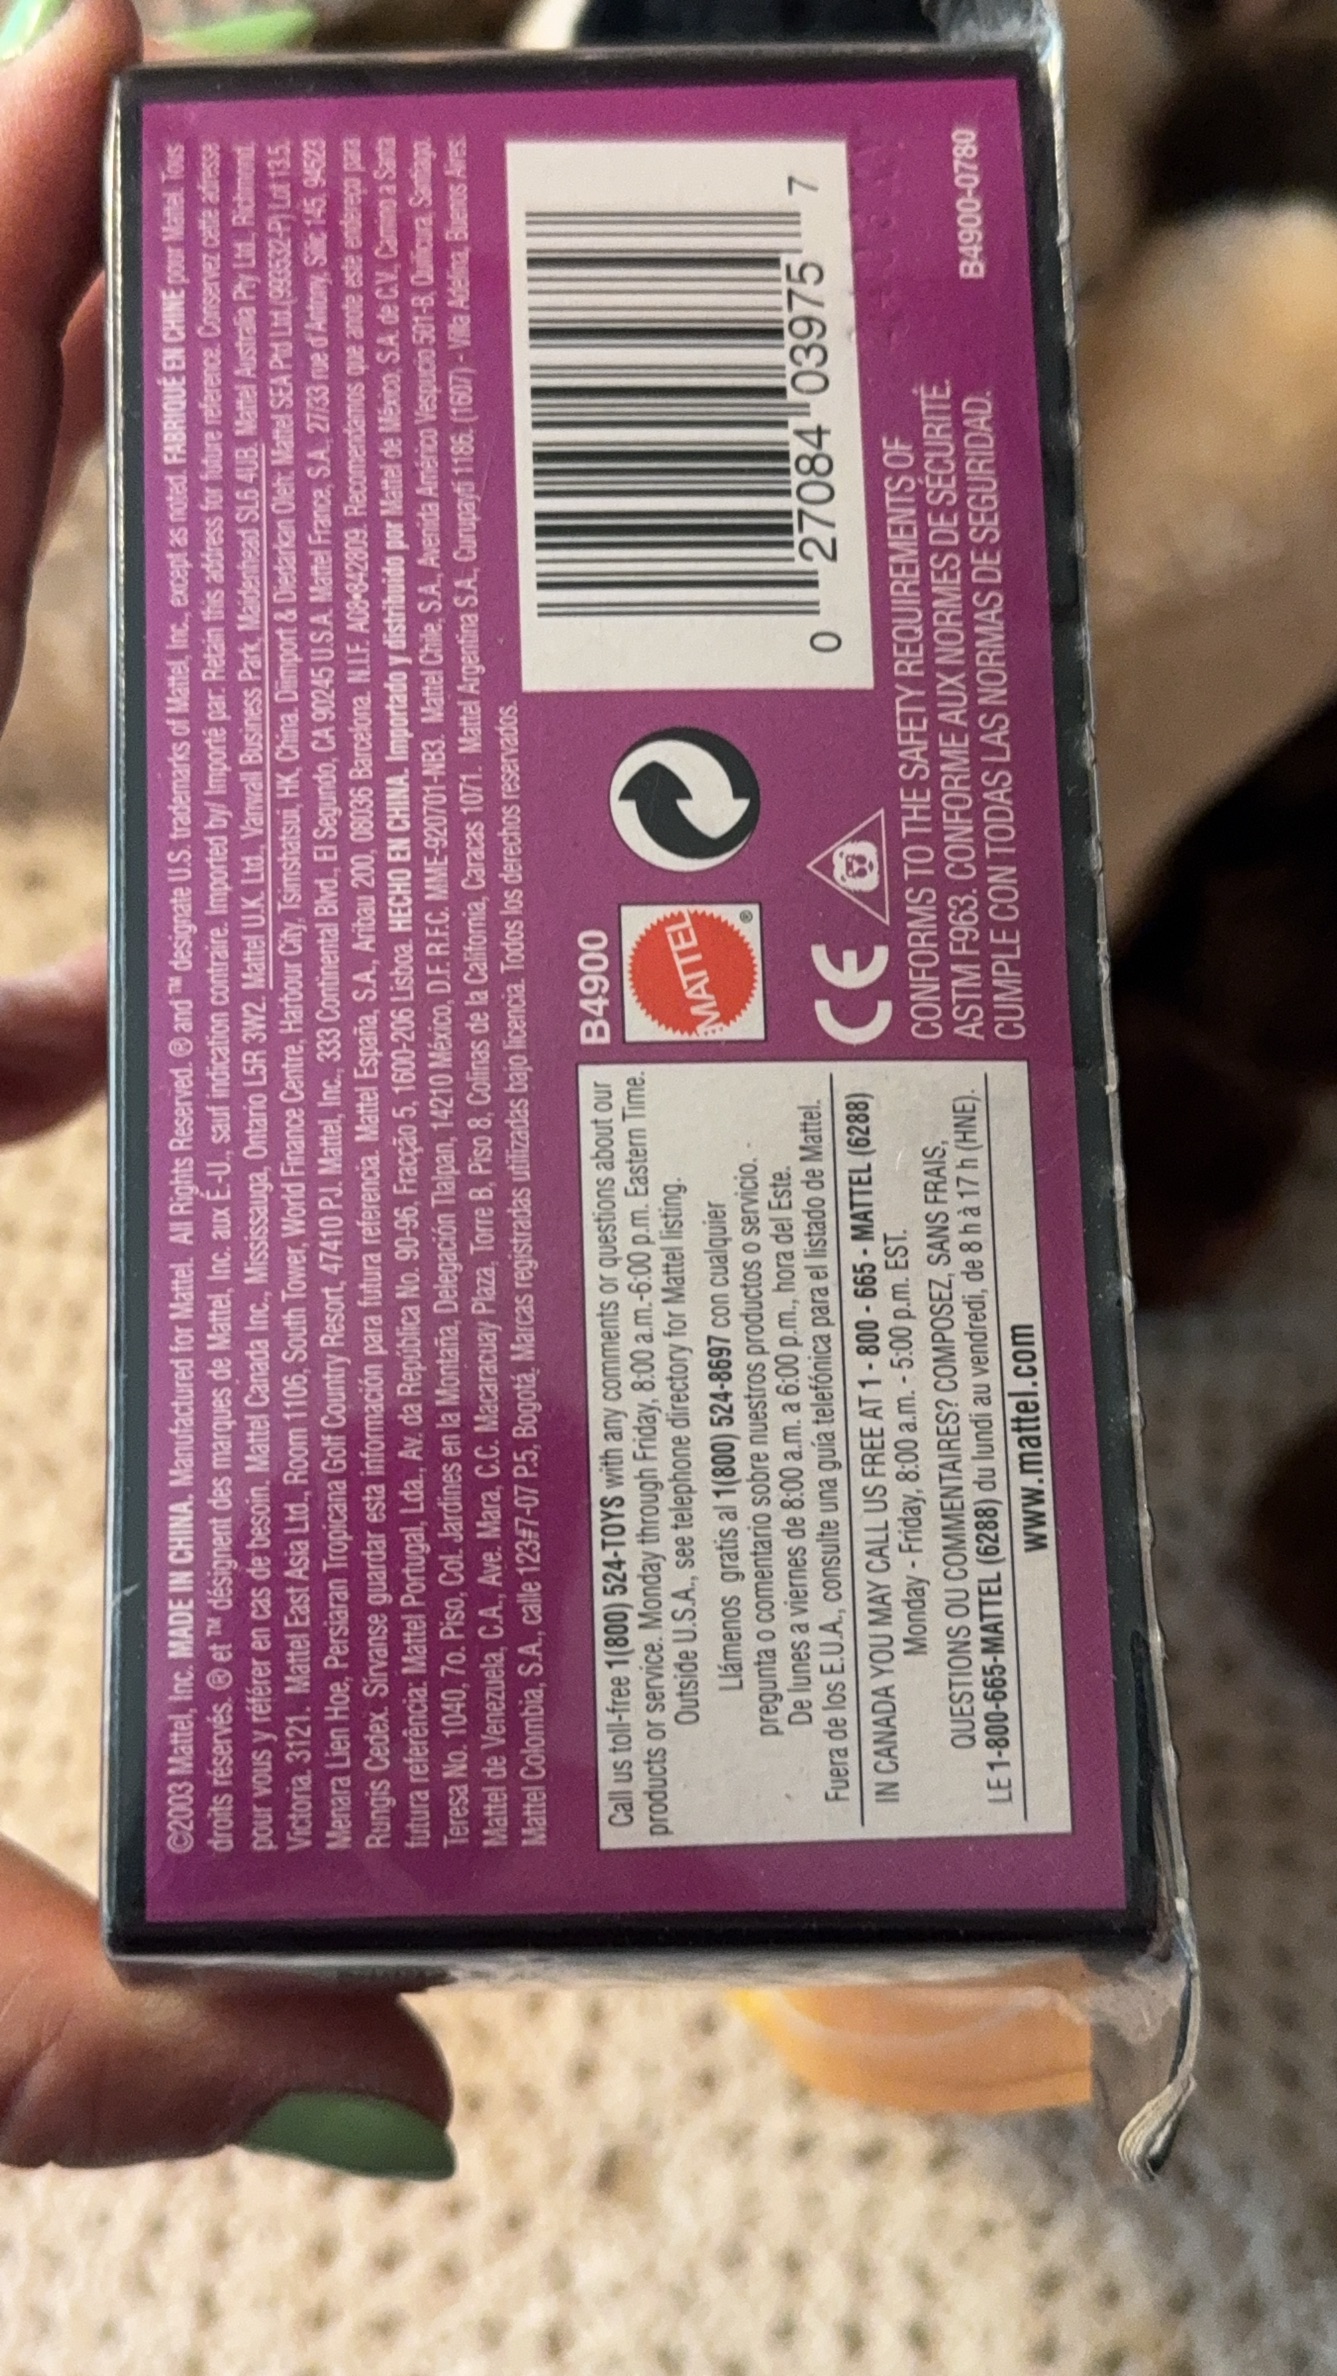 ©2003 Mattel, Inc. MADE IN CHINA. Manufactured for Mattel. All Rights Reserved. ® and ™ designate U.S. trademarks of Mattel, Inc., except as noted. FABRIQUÉ EN CHINE pour Mattel. Tous
droits réservés. ® et ™ désignent des marques de Mattel, Inc. aux É.-U., sauf indication contraire. Imported by/ Importé par: Retain this address for future reference. Conservez cette adresse
pour vous y référer en cas de besoin. Mattel Canada Inc., Mississauga, Ontario L5R 3W2. Mattel U.K. Ltd., Vanwall Business Park, Maidenhead SL6 4UB. Mattel Australia Pty Ltd., Richmond,
Victoria. 3121. Mattel East Asia Ltd., Room 1106, South Tower, World Finance Centre, Harbour City, Tsimshatsui, HK, China. Diimport & Diedarkan Oleh: Mattel SEA Ptd Ltd.(993532-P) Lot 13.5,
Menara Lien Hoe, Persiaran Tropicana Golf Country Resort, 47410 PJ. Mattel, Inc., 333 Continental Blvd., El Segundo, CA 90245 U.S.A. Mattel France, S.A., 27/33 rue d'Antony, Silic 145, 94523
Rungis Cedex. Sírvanse guardar esta información para futura referencia. Mattel España, S.A., Aribau 200, 08036 Barcelona. N.I.F. A08-842809. Recomendamos que anote este endereço para
futura referência: Mattel Portugal, Lda., Av. da República No. 90-96, Fracção 5, 1600-206 Lisboa. HECHO EN CHINA. Importado y distribuido por Mattel de México, S.A. de C.V., Camino a Santa
Teresa No. 1040, 7o. Piso, Col. Jardines en la Montaña, Delegación Tlalpan, 14210 México, D.F. R.F.C. MME-920701-NB3. Mattel Chile, S.A., Avenida Américo Vespucio 501-B, Quilicura, Santiago.
Mattel de Venezuela, C.A., Ave. Mara, C.C. Macaracuay Plaza, Torre B, Piso 8, Colinas de la California, Caracas 1071. Mattel Argentina S.A., Curupaytí 1186. (1607) - Villa Adelina, Buenos Aires.
Mattel Colombia, S.A., calle 123#7-07 P.5, Bogotá. Marcas registradas utilizadas bajo licencia. Todos los derechos reservados.
Call us toll-free 1(800) 524-TOYS with any comments or questions about our
products or service. Monday through Friday, 8:00 a.m.-6:00 p.m. Eastern Time.
Outside U.S.A., see telephone directory for Mattel listing.
Llámenos gratis al 1(800) 524-8697 con cualquier
pregunta o comentario sobre nuestros productos o servicio.
De lunes a viernes de 8:00 a.m. a 6:00 p.m., hora del Este.
Fuera de los E.U.A., consulte una guía telefónica para el listado de Mattel.
IN CANADA YOU MAY CALL US FREE AT 1 - 800 - 665 - MATTEL (6288)
Monday - Friday, 8:00 a.m. - 5:00 p.m. EST.
QUESTIONS OU COMMENTAIRES? COMPOSEZ, SANS FRAIS,
LE 1-800-665-MATTEL (6288) du lundi au vendredi, de 8 h à 17 h (HNE).
www.mattel.com
B4900
MATTEL®
CE
CONFORMS TO THE SAFETY REQUIREMENTS OF
ASTM F963. CONFORME AUX NORMES DE SÉCURITÉ.
CUMPLE CON TODAS LAS NORMAS DE SEGURIDAD.
0 27084 03975 7
B4900-0780